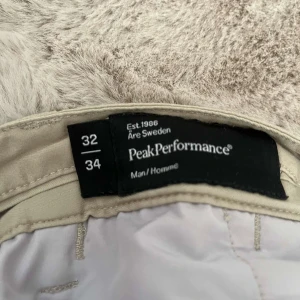 32
34
Est. 1986
Åre Sweden
PeakPerformance®
Man/Homme